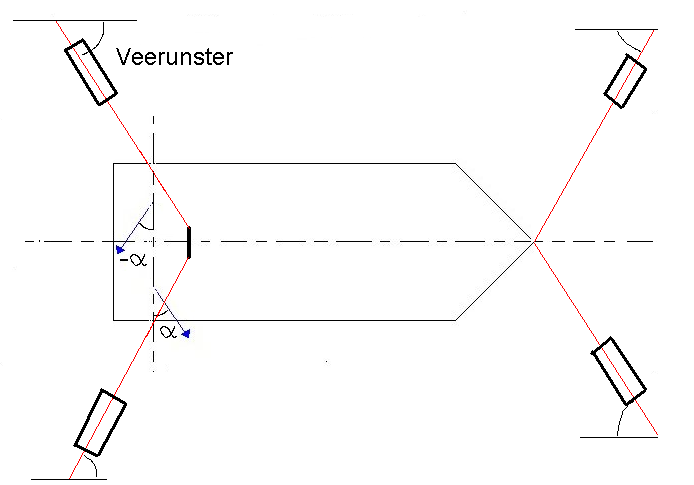 Veerunster
-α
α